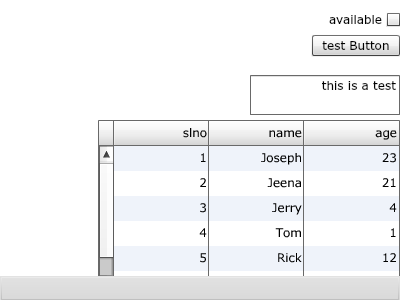 available
test Button
this is a test
slno name age
1 Joseph 23
2 Jeena 21
3 Jerry 4
4 Tom 1
5 Rick 12